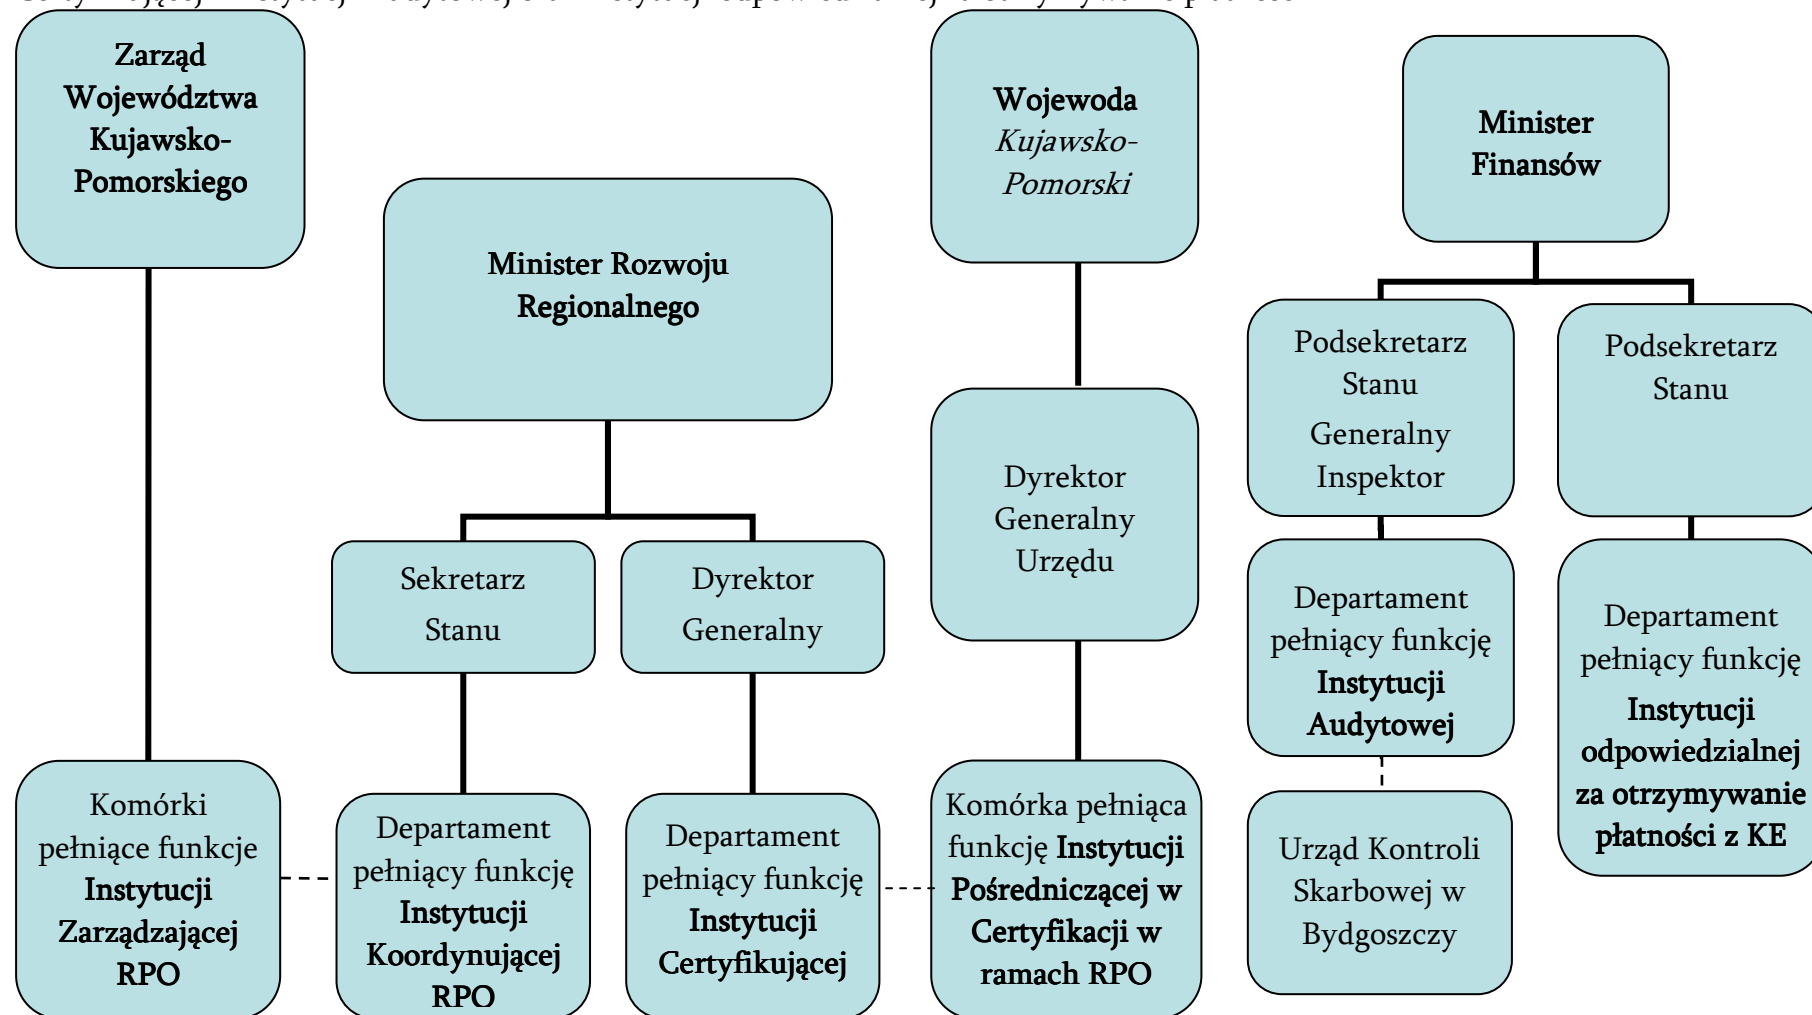 Zarząd
Województwa
Kujawsko-
Pomorskiego
Minister Rozwoju
Regionalnego
Wojewoda
Kujawsko-
Pomorski
Minister
Finansów
Podsekretarz
Stanu
Generalny
Inspektor
Podsekretarz
Stanu
Dyrektor
Generalny
Urzędu
Sekretarz
Stanu
Dyrektor
Generalny
Departament
pełniący funkcję
Instytucji
Audytowej
Departament
pełniący funkcję
Instytucji
odpowiedzialnej
za otrzymywanie
płatności z KE
Komórki
pełniące funkcje
Instytucji
Zarządzającej
RPO
Departament
pełniący funkcję
Instytucji
Koordynującej
RPO
Departament
pełniący funkcję
Instytucji
Certyfikującej
Komórka pełniąca
funkcję Instytucji
Pośredniczącej w
Certyfikacji w
ramach RPO
Urząd Kontroli
Skarbowej w
Bydgoszczy